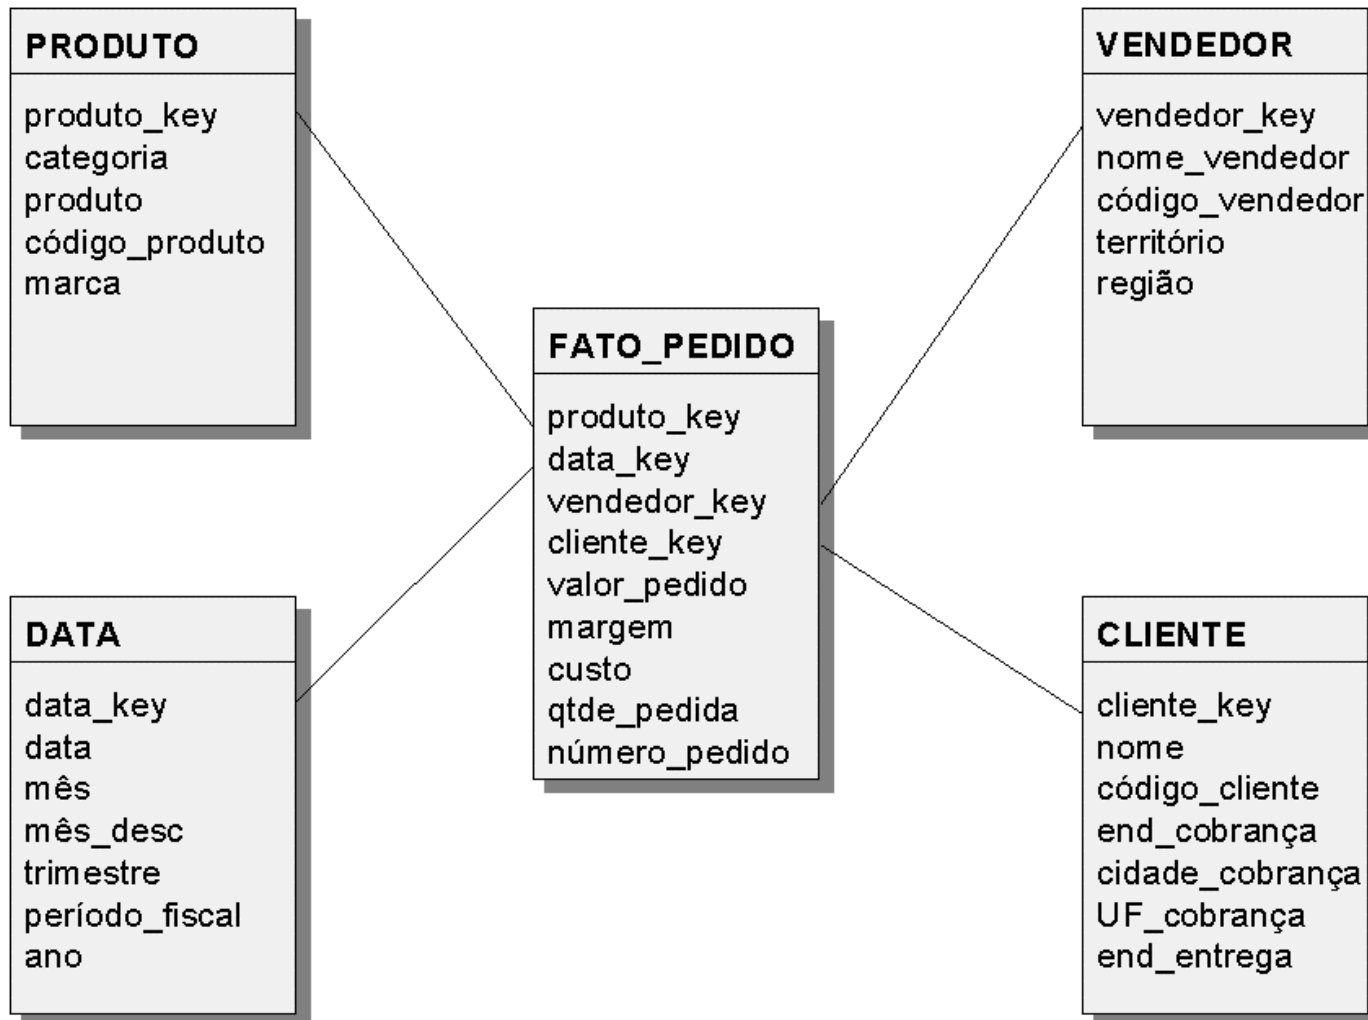 PRODUTO
produto_key
categoria
produto
código_produto
marca
VENDEDOR
vendedor_key
nome_vendedor
código_vendedor
território
região
FATO_PEDIDO
produto_key
data_key
vendedor_key
cliente_key
valor_pedido
margem
custo
qtde_pedida
número_pedido
DATA
data_key
data
mês
mês_desc
trimestre
período_fiscal
ano
CLIENTE
cliente_key
nome
código_cliente
end_cobrança
cidade_cobrança
UF_cobrança
end_entrega